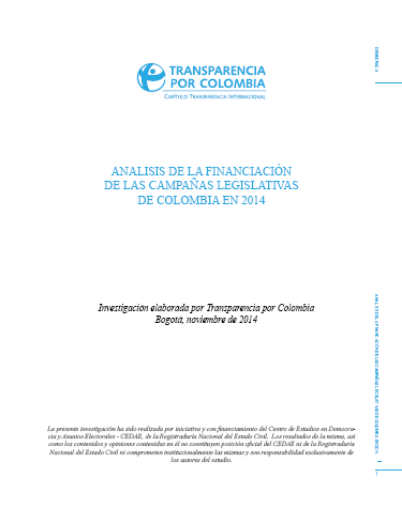 TRANSPARENCIA
POR COLOMBIA
CAPÍTULO TRANSPARENCIA INTERNACIONAL
ANALISIS DE LA FINANCIACIÓN
DE LAS CAMPAÑAS LEGISLATIVAS
DE COLOMBIA EN 2014
Investigación elaborada por Transparencia por Colombia
Bogotá, noviembre de 2014
La presente investigación ha sido realizada por iniciativa y con financiamiento del Centro de Estudios en Democra-
cia y Asuntos Electorales - CEDAE, de la Registraduría Nacional del Estado Civil. Los resultados de la misma, así
como los contenidos y opiniones contenidas en él no constituyen posición oficial del CEDAE ni de la Registraduría
Nacional del Estado Civil ni comprometen institucionalmente las mismas y son responsabilidad exclusivamente de
los autores del estudio.